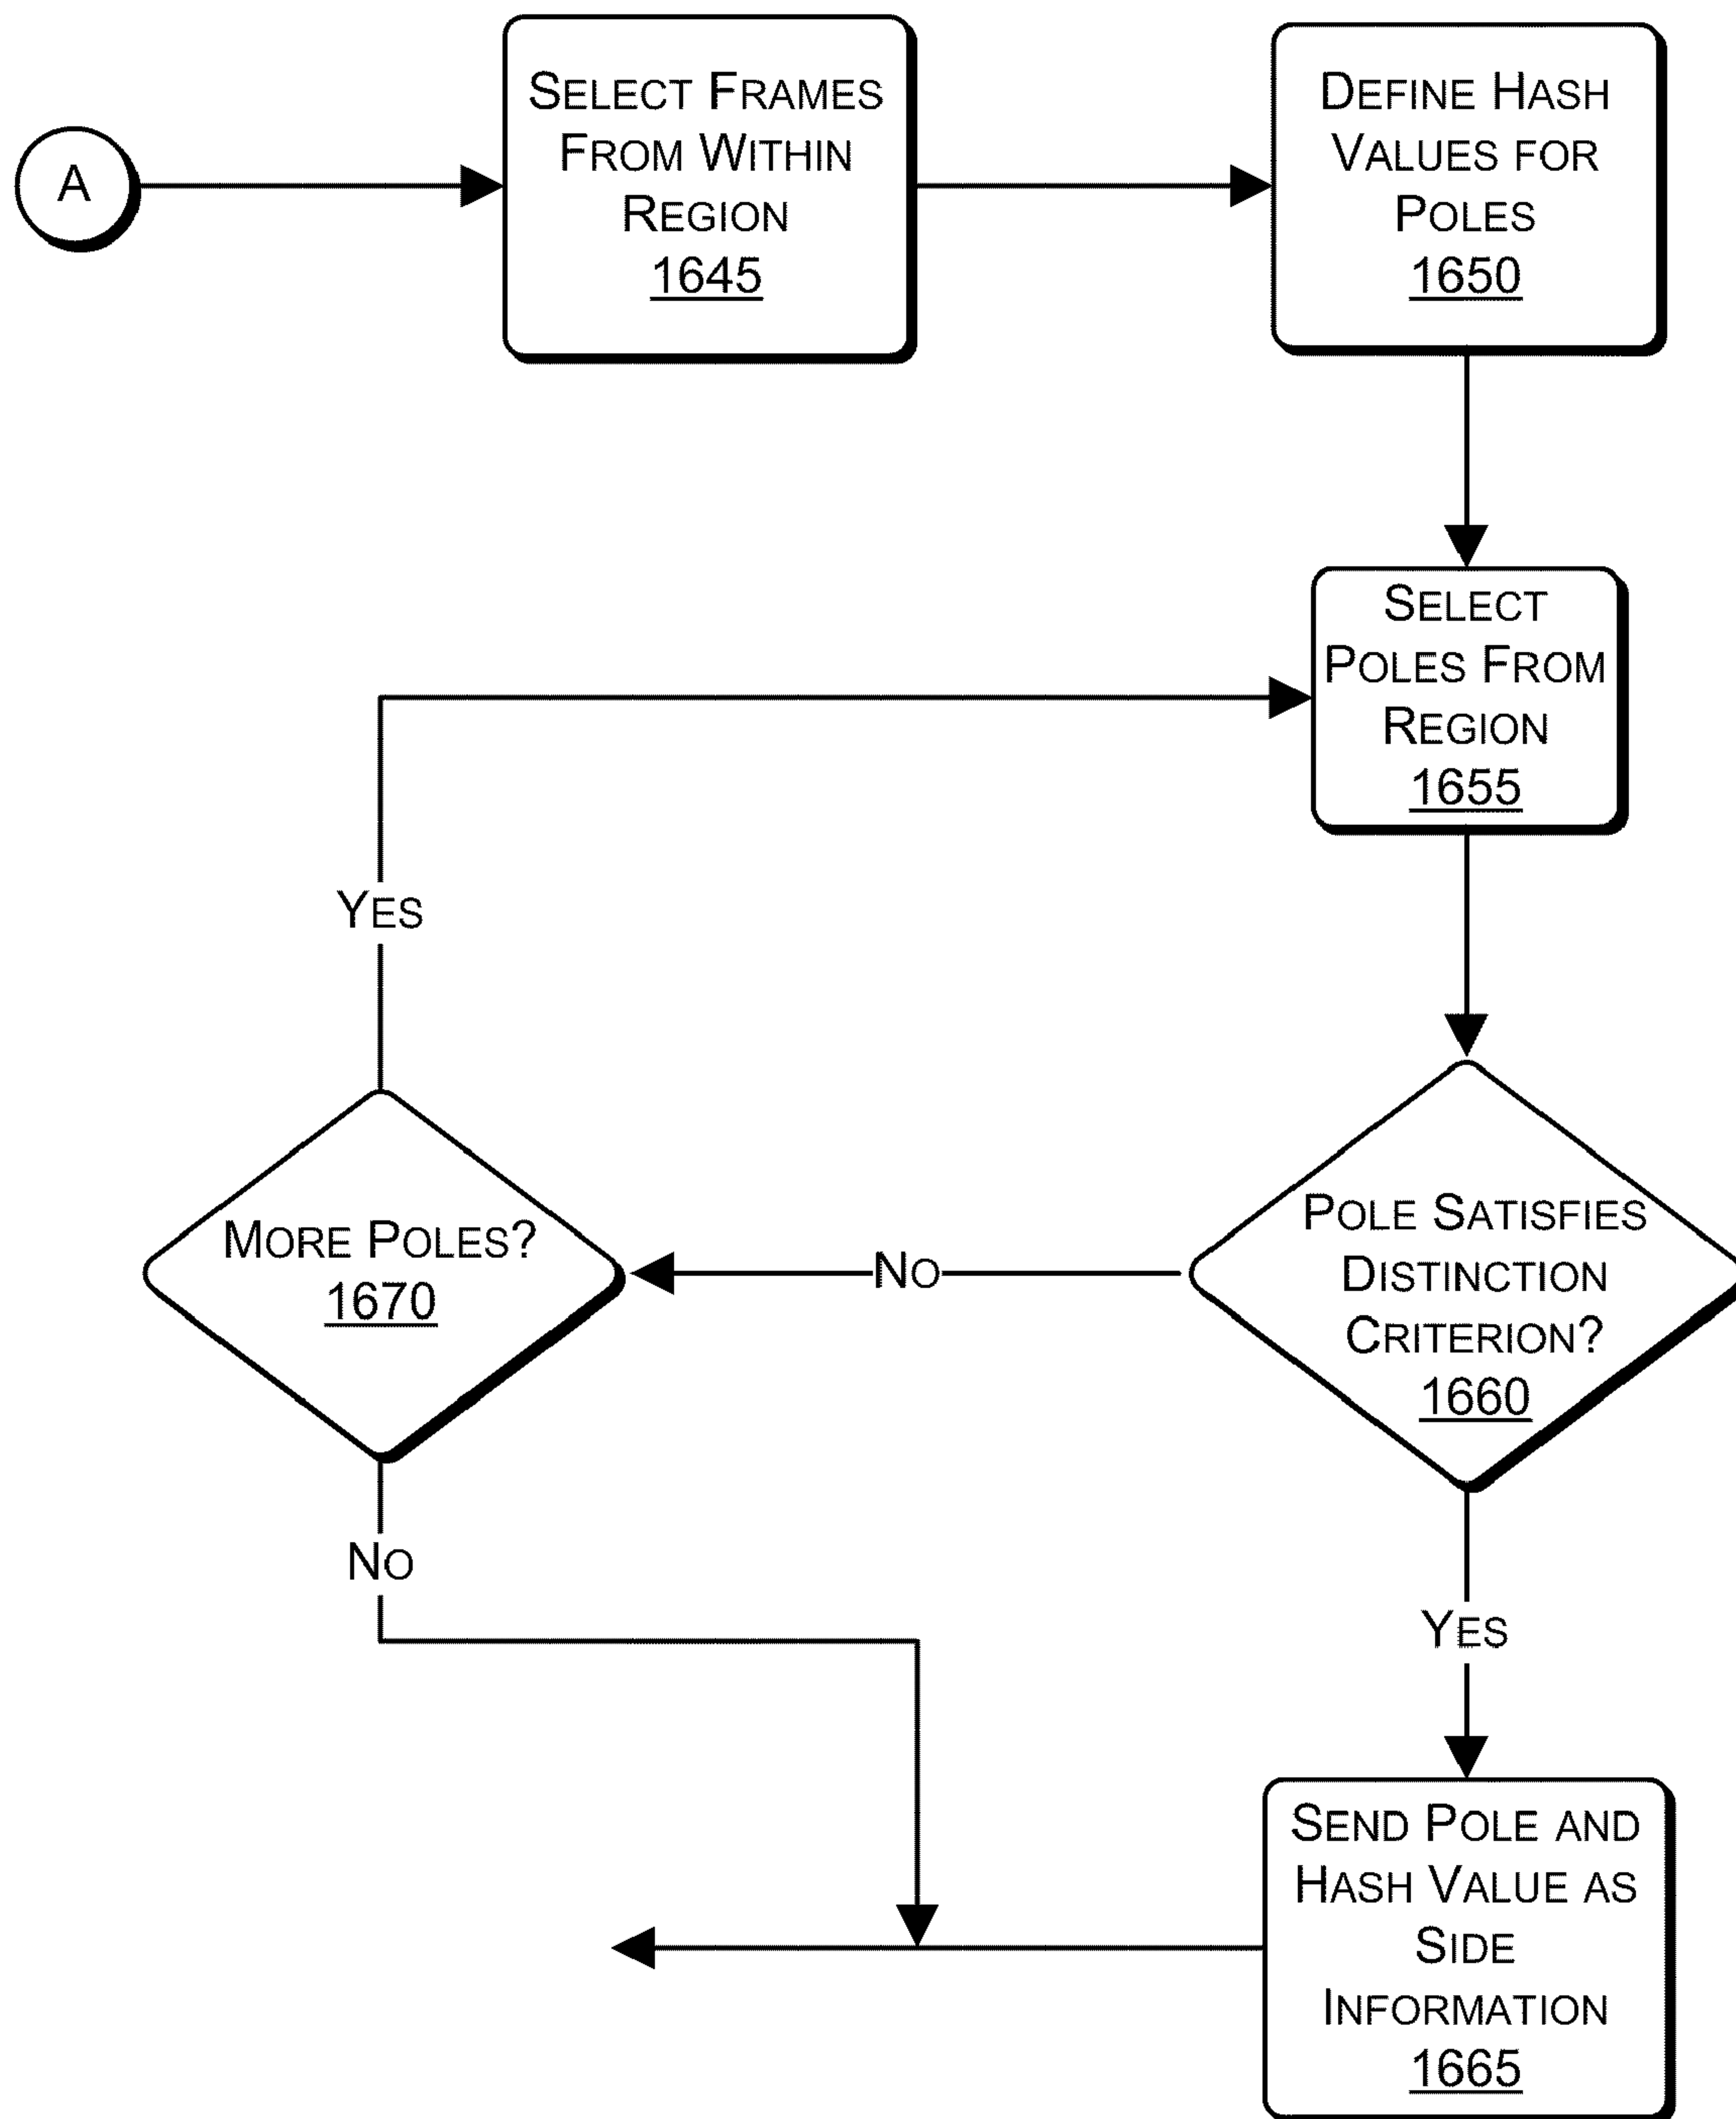 A
SELECT FRAMES
FROM WITHIN
REGION
1645
DEFINE HASH
VALUES FOR
POLES
1650
SELECT
POLES FROM
REGION
1655
YES
MORE POLES?
1670
NO
POLE SATISFIES
DISTINCTION
CRITERION?
1660
NO
YES
SEND POLE AND
HASH VALUE AS
SIDE
INFORMATION
1665